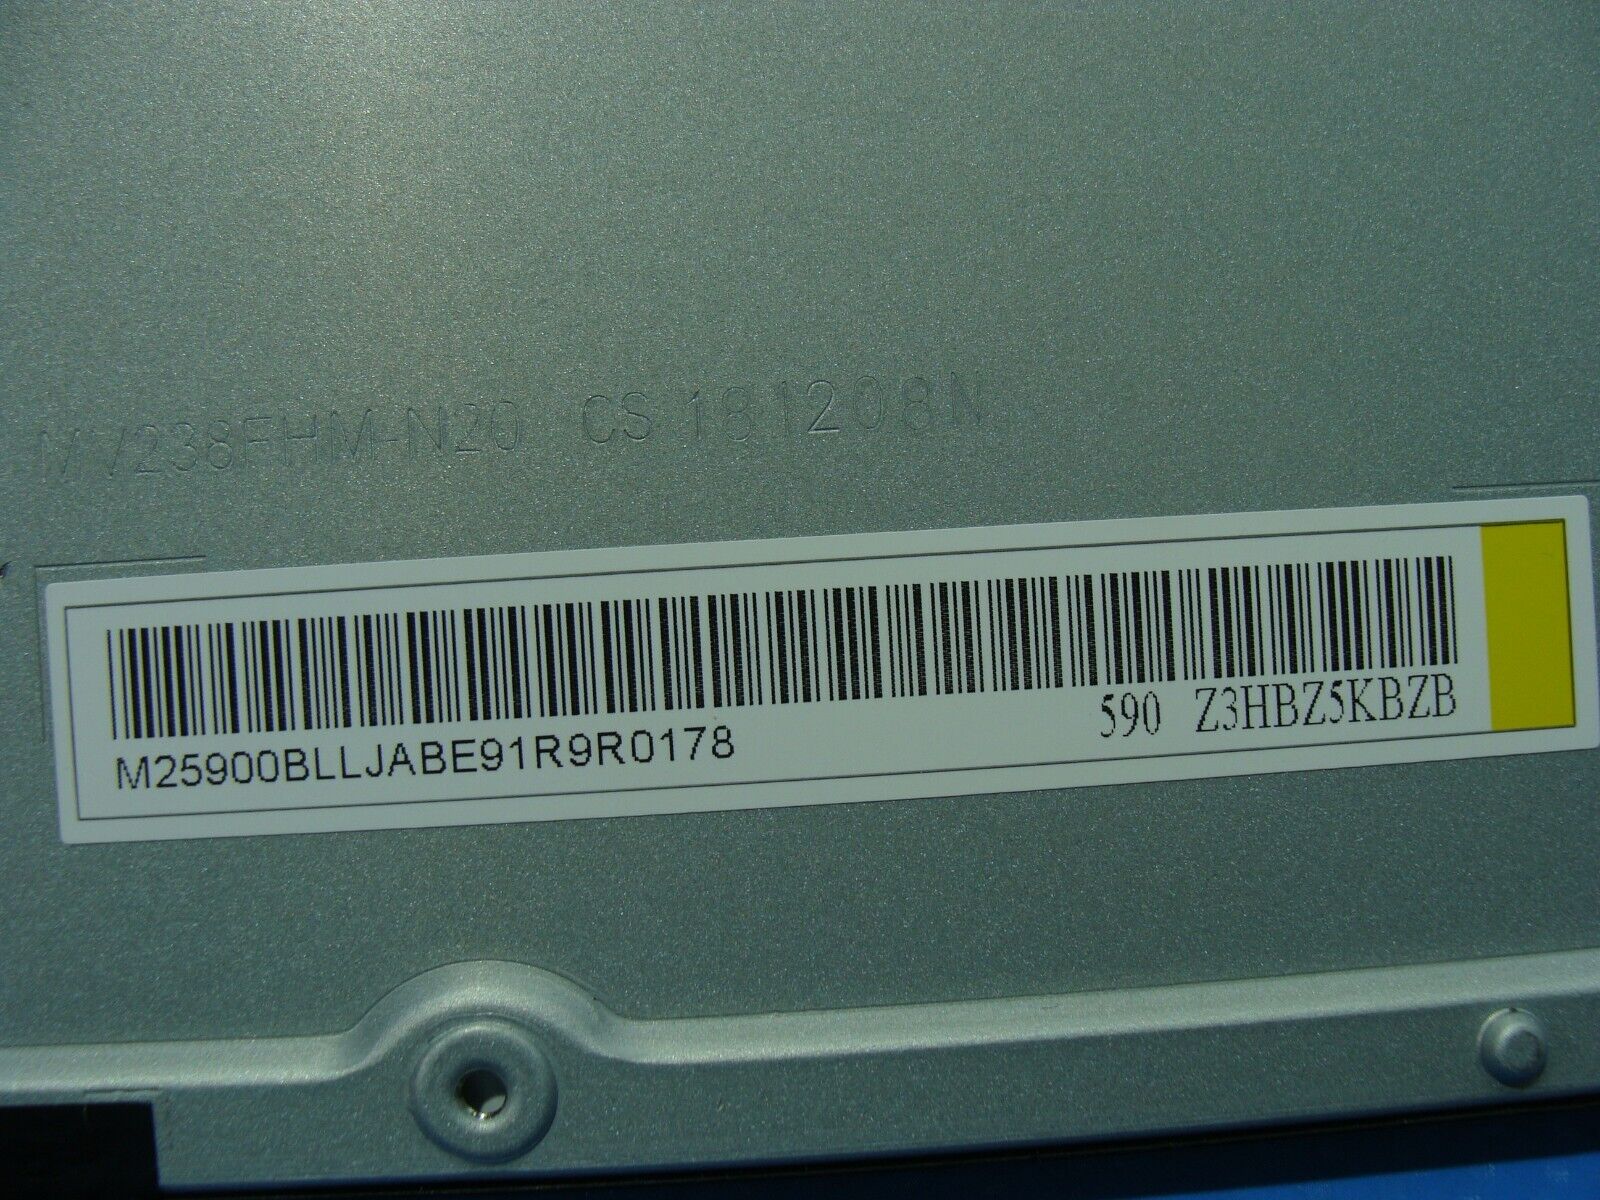 MV238FHM-N20 CS 181208N
M25900BLLJABE91R9R0178
590 Z3HBZ5KBZB